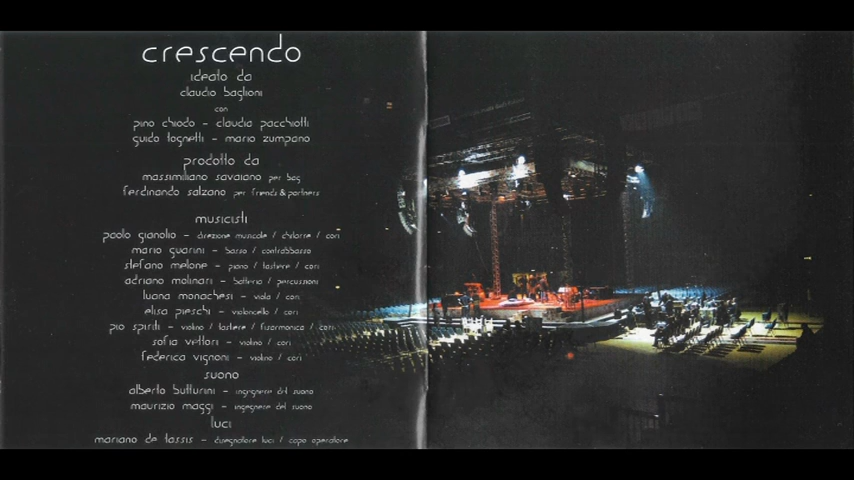 crescendo
ideato da
claudio baglioni
con
pino chiodo – claudia pacchiotti
guido tognetti – mario zumpano
prodotto da
massimiliano savaiano per bag
ferdinando salzano per friends & partners
musicisti
paolo gianolio – direzione musicale / chitarre / cori
mario guarini – basso / contrabbasso
stefano melone – piano / tastiere / cori
adriano molinari – batteria / percussioni
luana monachesi – viola / cori
elisa pieschi – violoncello / cori
pio spiriti – violino / tastiere / fisarmonica / cori
sofia vettori – violino / cori
federica vignoni – violino / cori
suono
alberto butturini – ingegnere del suono
maurizio maggi – ingegnere del suono
luci
mariano de tassis – disegnatore luci / capo operatore